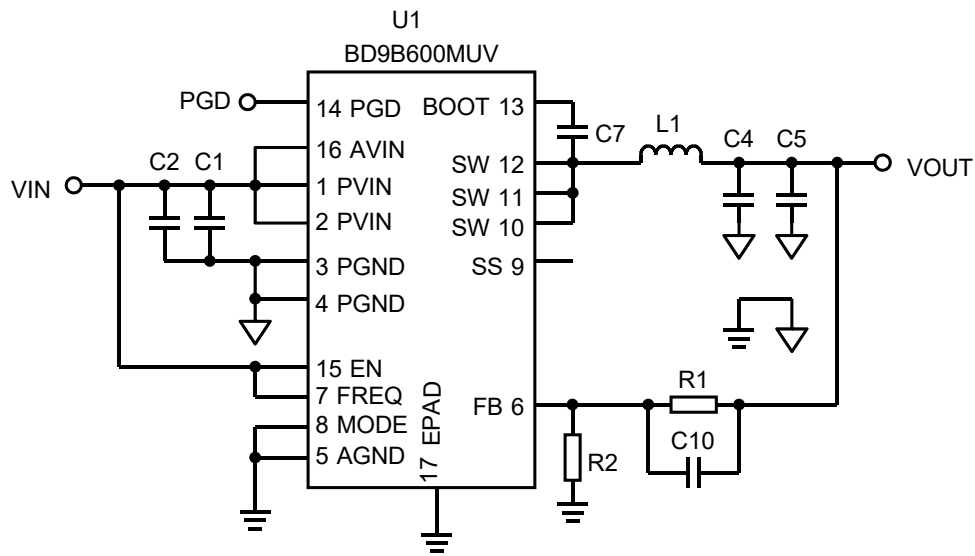 U1
BD9B600MUV
PGD
14 PGD
BOOT 13
C7
L1
C4
C5
16 AVIN
C2
C1
SW 12
VOUT
VIN
1 PVIN
SW 11
2 PVIN
SW 10
3 PGND
SS 9
4 PGND
15 EN
R1
7 FREQ
FB 6
8 MODE
C10
5 AGND
17 EPAD
R2